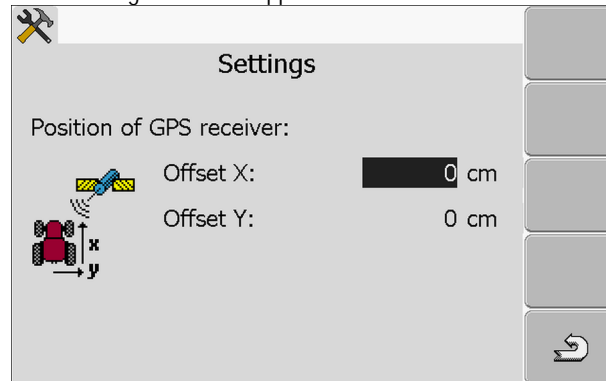 Settings
Position of GPS receiver:
Offset X: 0 cm
Offset Y: 0 cm
x
y